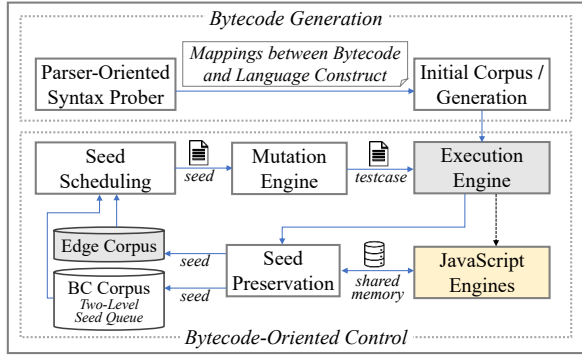 Bytecode Generation
Parser-Oriented
Syntax Prober
Mappings between Bytecode
and Language Construct
Initial Corpus /
Generation
Seed
Scheduling
seed
Mutation
Engine
testcase
Execution
Engine
Edge Corpus
seed
BC Corpus
Two-Level
Seed Queue
seed
Seed
Preservation
shared
memory
JavaScript
Engines
Bytecode-Oriented Control